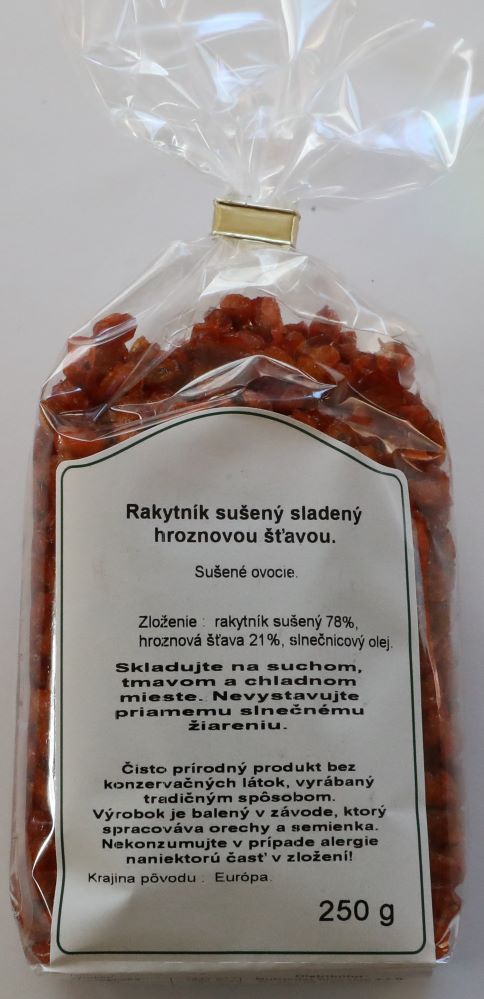 Rakytník sušený sladený
hroznovou šťavou.
Sušené ovocie.
Zloženie : rakytník sušený 78%,
hroznová šťava 21%, slnečnicový olej.
Skladujte na suchom,
tmavom a chladnom
mieste. Nevystavujte
priamemu slnečnému
žiareniu.
Čisto prírodný produkt bez
konzervačných látok, vyrábaný
tradičným spôsobom.
Výrobok je balený v závode, ktorý
spracováva orechy a semienka.
Nekonzumujte v prípade alergie
naniektorú časť v zložení!
Krajina pôvodu : Európa.
250 g